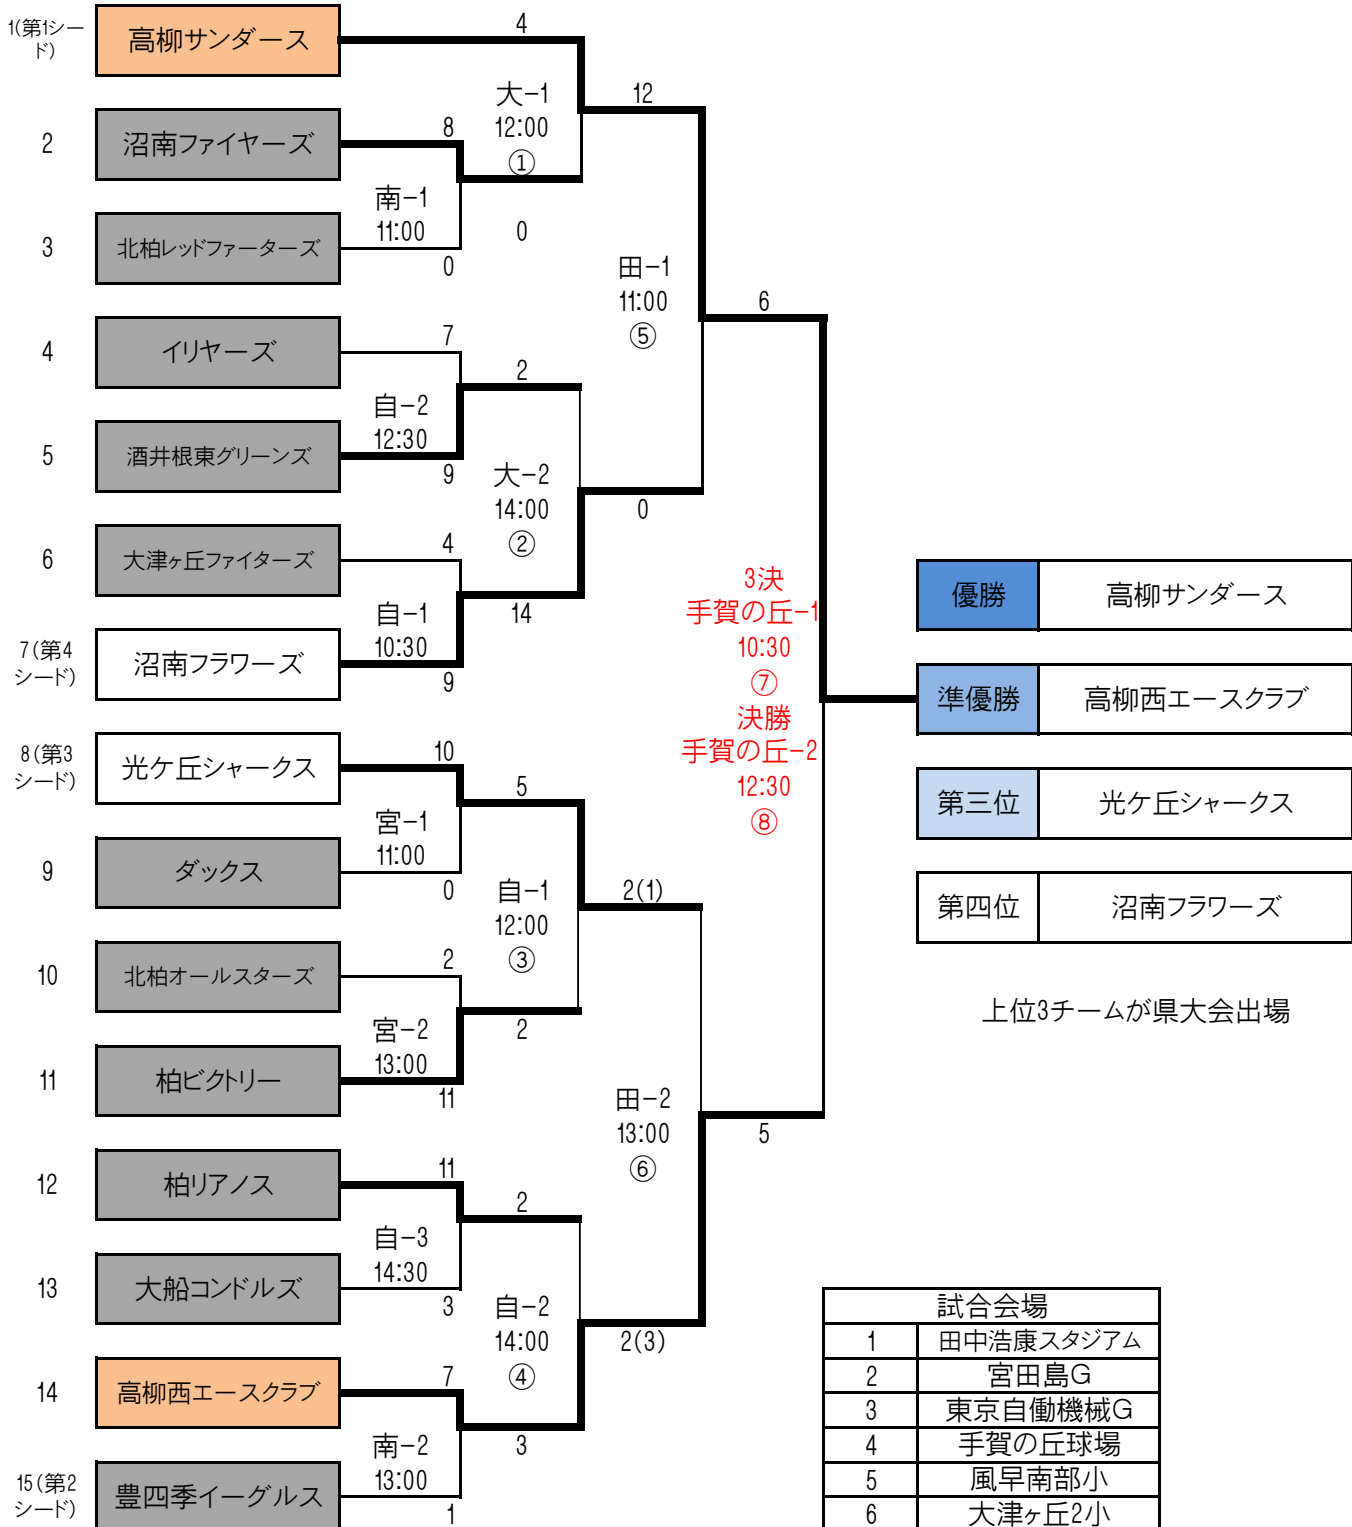 1(第1シー
ド)
高柳サンダース
4
大-1
12:00
①
12
2
沼南ファイヤーズ
8
南-1
11:00
3
北柏レッドファーターズ
0
0
田-1
11:00
⑤
6
4
イリヤーズ
7
2
自-2
12:30
5
酒井根東グリーンズ
9
大-2
14:00
②
0
6
大津ヶ丘ファイターズ
4
自-1
10:30
14
7(第4
シード)
沼南フラワーズ
9
3決
手賀の丘-1
10:30
⑦
決勝
手賀の丘-2
12:30
⑧
8(第3
シード)
光ケ丘シャークス
10
5
宮-1
11:00
9
ダックス
0
自-1
12:00
③
2(1)
10
北柏オールスターズ
2
2
宮-2
13:00
11
柏ビクトリー
11
田-2
13:00
⑥
5
12
柏リアノス
11
2
自-3
14:30
13
大船コンドルズ
3
自-2
14:00
④
2(3)
14
高柳西エースクラブ
7
3
南-2
13:00
15(第2
シード)
豊四季イーグルス
1
優勝
高柳サンダース
準優勝
高柳西エースクラブ
第三位
光ケ丘シャークス
第四位
沼南フラワーズ
上位3チームが県大会出場
試合会場
1 田中浩康スタジアム
2 宮田島G
3 東京自働機械G
4 手賀の丘球場
5 風早南部小
6 大津ヶ丘2小